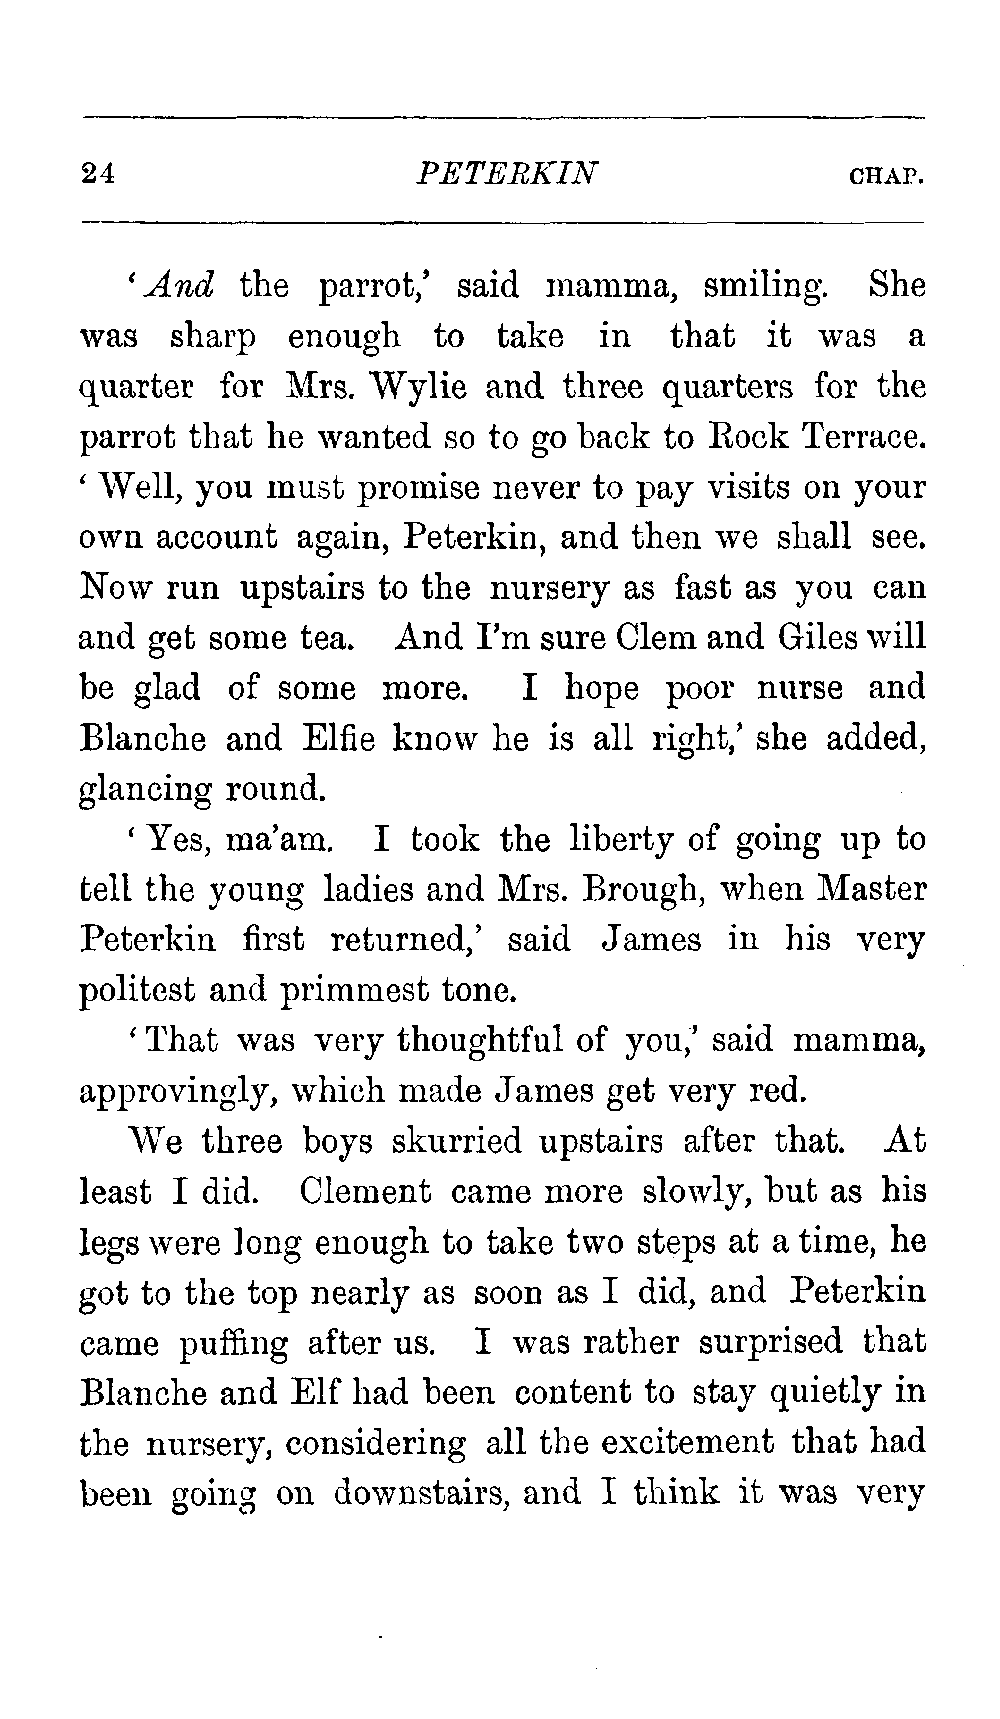 24 PETERKIN CHAP.
‘And the parrot,’ said mamma, smiling. She
was sharp enough to take in that it was a
quarter for Mrs. Wylie and three quarters for the
parrot that he wanted so to go back to Rock Terrace.
‘Well, you must promise never to pay visits on your
own account again, Peterkin, and then we shall see.
Now run upstairs to the nursery as fast as you can
and get some tea. And I’m sure Clem and Giles will
be glad of some more. I hope poor nurse and
Blanche and Elfie know he is all right,’ she added,
glancing round.
‘Yes, ma’am. I took the liberty of going up to
tell the young ladies and Mrs. Brough, when Master
Peterkin first returned,’ said James in his very
politest and primmest tone.
‘That was very thoughtful of you,’ said mamma,
approvingly, which made James get very red.
We three boys skurried upstairs after that. At
least I did. Clement came more slowly, but as his
legs were long enough to take two steps at a time, he
got to the top nearly as soon as I did, and Peterkin
came puffing after us. I was rather surprised that
Blanche and Elf had been content to stay quietly in
the nursery, considering all the excitement that had
been going on downstairs, and I think it was very